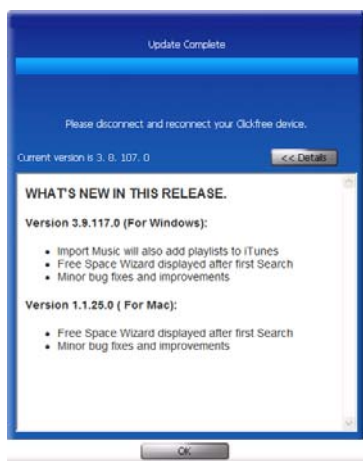 Update Complete
Please disconnect and reconnect your Clickfree device.
Current version is 3. 8. 107. 0
<< Details
WHAT'S NEW IN THIS RELEASE.
Version 3.9.117.0 (For Windows):
• Import Music will also add playlists to iTunes
• Free Space Wizard displayed after first Search
• Minor bug fixes and improvements
Version 1.1.25.0 ( For Mac):
• Free Space Wizard displayed after first Search
• Minor bug fixes and improvements
OK